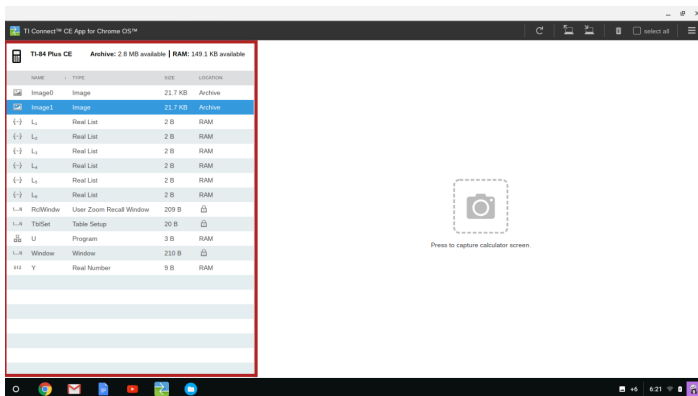 TI Connect™ CE App for Chrome OS™
select all
TI-84 Plus CE Archive: 2.8 MB available | RAM: 149.1 KB available
NAME TYPE SIZE LOCATION
Image0 Image 21.7 KB Archive
Image1 Image 21.7 KB Archive
{··} L₁ Real List 2 B RAM
{··} L₂ Real List 2 B RAM
{··} L₃ Real List 2 B RAM
{··} L₄ Real List 2 B RAM
{··} L₅ Real List 2 B RAM
{··} L₆ Real List 2 B RAM
RclWindw User Zoom Recall Window 209 B
TblSet Table Setup 20 B
U Program 3 B RAM
Window Window 210 B
Y Real Number 9 B RAM
Press to capture calculator screen.
+6 6:21